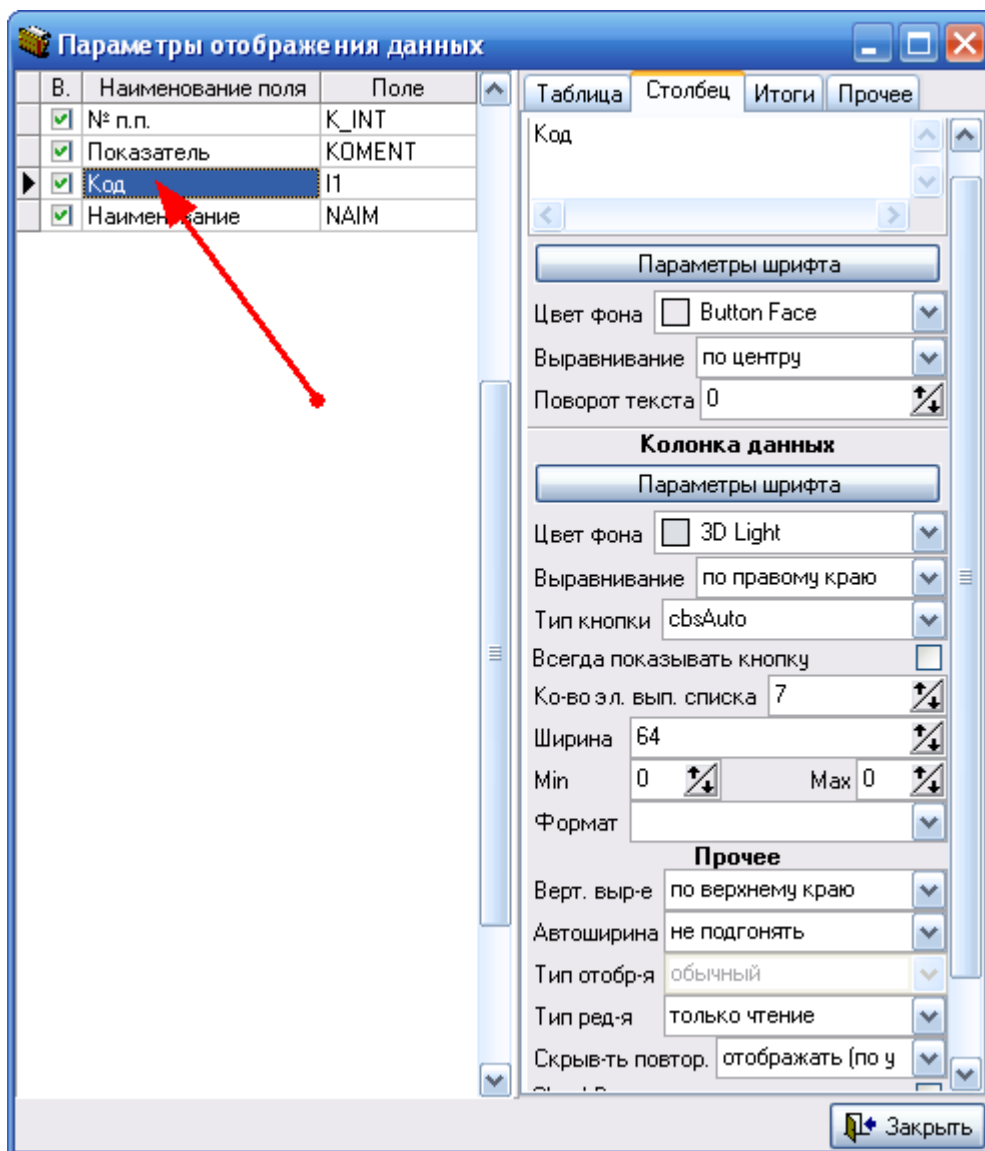 Параметры отображения данных
В. Наименование поля Поле
№ п.п. K_INT
Показатель KOMENT
Код I1
Наименование NAIM
Таблица Столбец Итоги Прочее
Код
Параметры шрифта
Цвет фона Button Face
Выравнивание по центру
Поворот текста 0
Колонка данных
Параметры шрифта
Цвет фона 3D Light
Выравнивание по правому краю
Тип кнопки cbsAuto
Всегда показывать кнопку
Ко-во эл. вып. списка 7
Ширина 64
Min 0 Max 0
Формат
Прочее
Верт. выр-е по верхнему краю
Автоширина не подгонять
Тип отобр-я обычный
Тип ред-я только чтение
Скрыв-ть повтор. отображать (по у
Закрыть